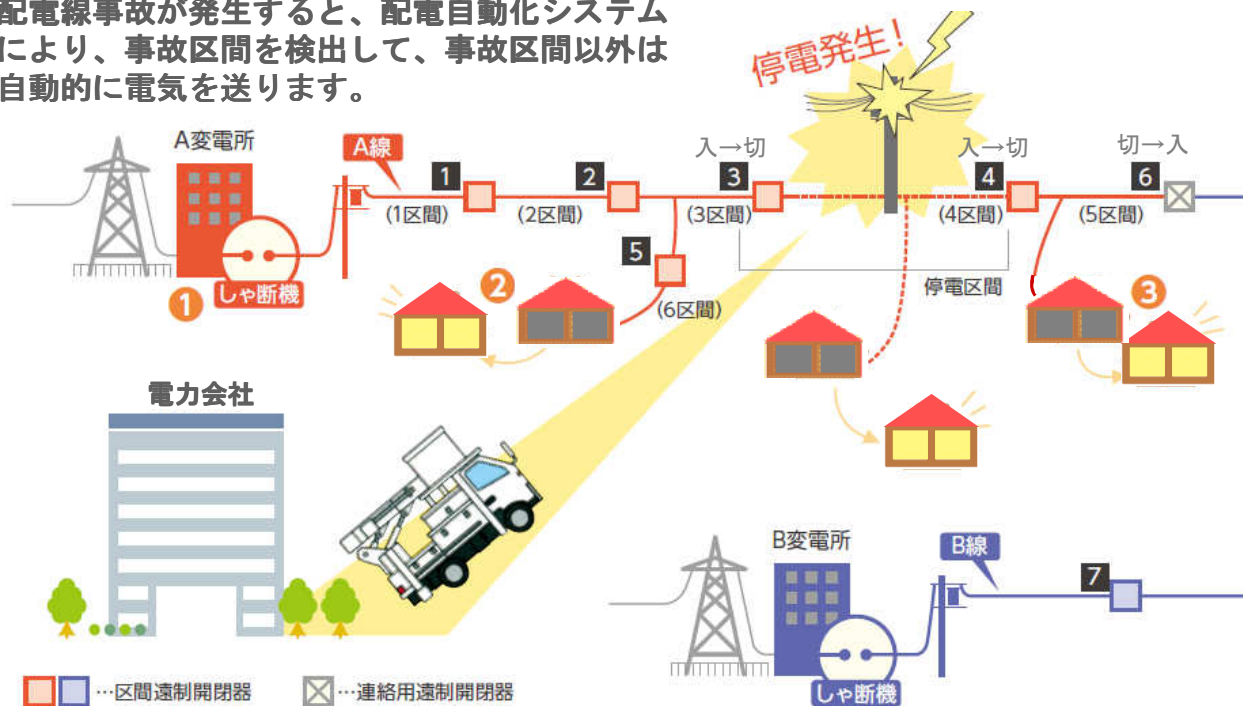 配電線事故が発生すると、配電自動化システム
により、事故区間を検出して、事故区間以外は
自動的に電気を送ります。
停電発生!
A変電所
A線
1
2
入→切
3
入→切
4
切→入
6
(1区間)
(2区間)
(3区間)
(4区間)
(5区間)
5
(6区間)
停電区間
しゃ断機
1
2
3
電力会社
B変電所
B線
7
しゃ断機
…区間遠制開閉器
…連絡用遠制開閉器